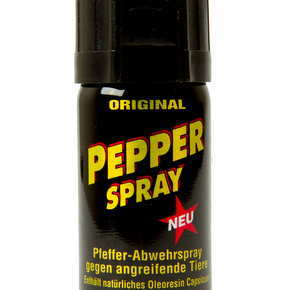 ORIGINAL
PEPPER
SPRAY
NEU
Pfeffer-Abwehrspray
gegen angreifende Tiere
Enthält natürliches Oleoresin